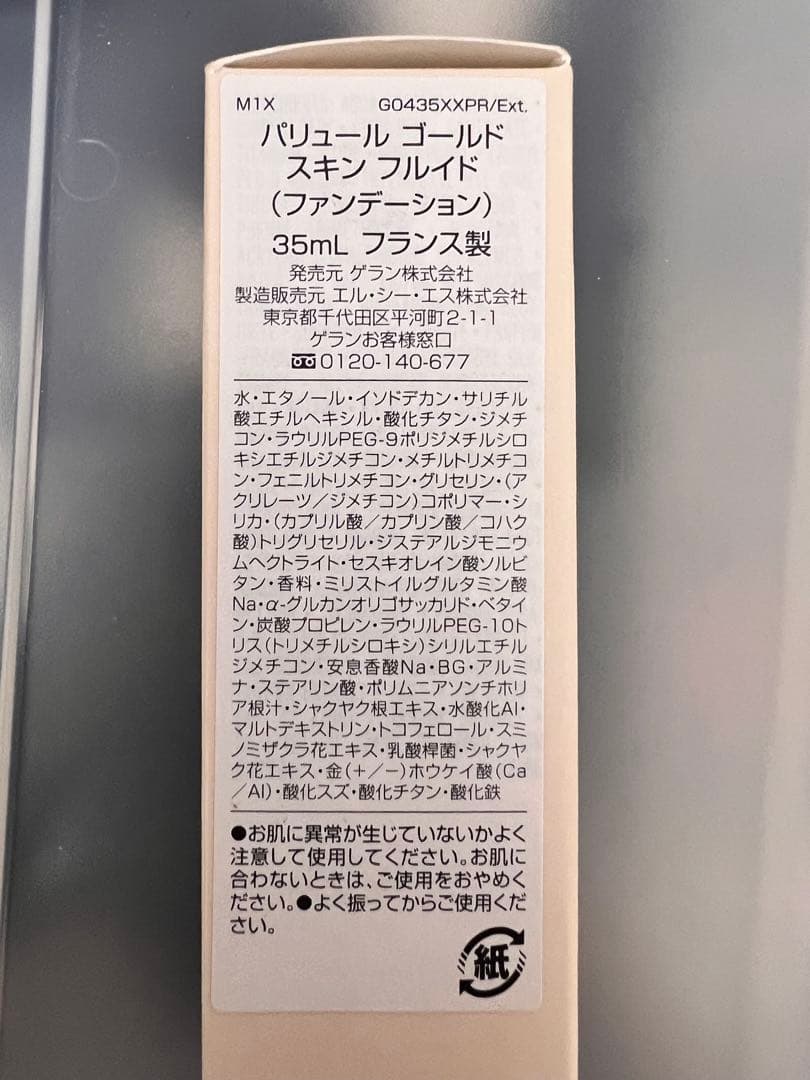 M1X G0435XXPR/Ext.
パリュール ゴールド
スキン フルイド
(ファンデーション)
35mL フランス製
発売元 ゲラン株式会社
製造販売元 エル・シー・エス株式会社
東京都千代田区平河町2-1-1
ゲランお客様窓口
0120-140-677
水・エタノール・イソドデカン・サリチル
酸エチルヘキシル・酸化チタン・ジメチ
コン・ラウリルPEG-9ポリジメチルシロ
キシエチルジメチコン・メチルトリメチコ
ン・フェニルトリメチコン・グリセリン・(ア
クリレーツ/ジメチコン)コポリマー・シ
リカ・(カプリル酸/カプリン酸/コハク
酸)トリグリセリル・ジステアルジモニウ
ムヘクトライト・セスキオレイン酸ソルビ
タン・香料・ミリストイルグルタミン酸
Na・α-グルカンオリゴサッカリド・ベタイ
ン・炭酸プロピレン・ラウリルPEG-10ト
リス(トリメチルシロキシ)シリルエチル
ジメチコン・安息香酸Na・BG・アルミ
ナ・ステアリン酸・ポリムニアソンチホリ
ア根汁・シャクヤク根エキス・水酸化Al・
マルトデキストリン・トコフェロール・スミ
ノミザクラ花エキス・乳酸桿菌・シャクヤ
ク花エキス・金(+/-)ホウケイ酸(Ca
/Al)・酸化スズ・酸化チタン・酸化鉄
●お肌に異常が生じていないかよく
注意して使用してください。お肌に
合わないときは、ご使用をおやめく
ださい。●よく振ってからご使用くだ
さい。
紙